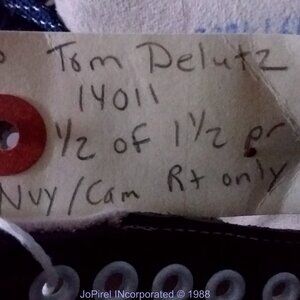 Tom Delutz
14011
1/2 of 1 1/2 pr
Nvy/Cam Rt only
JoPirel Incorporated © 1988